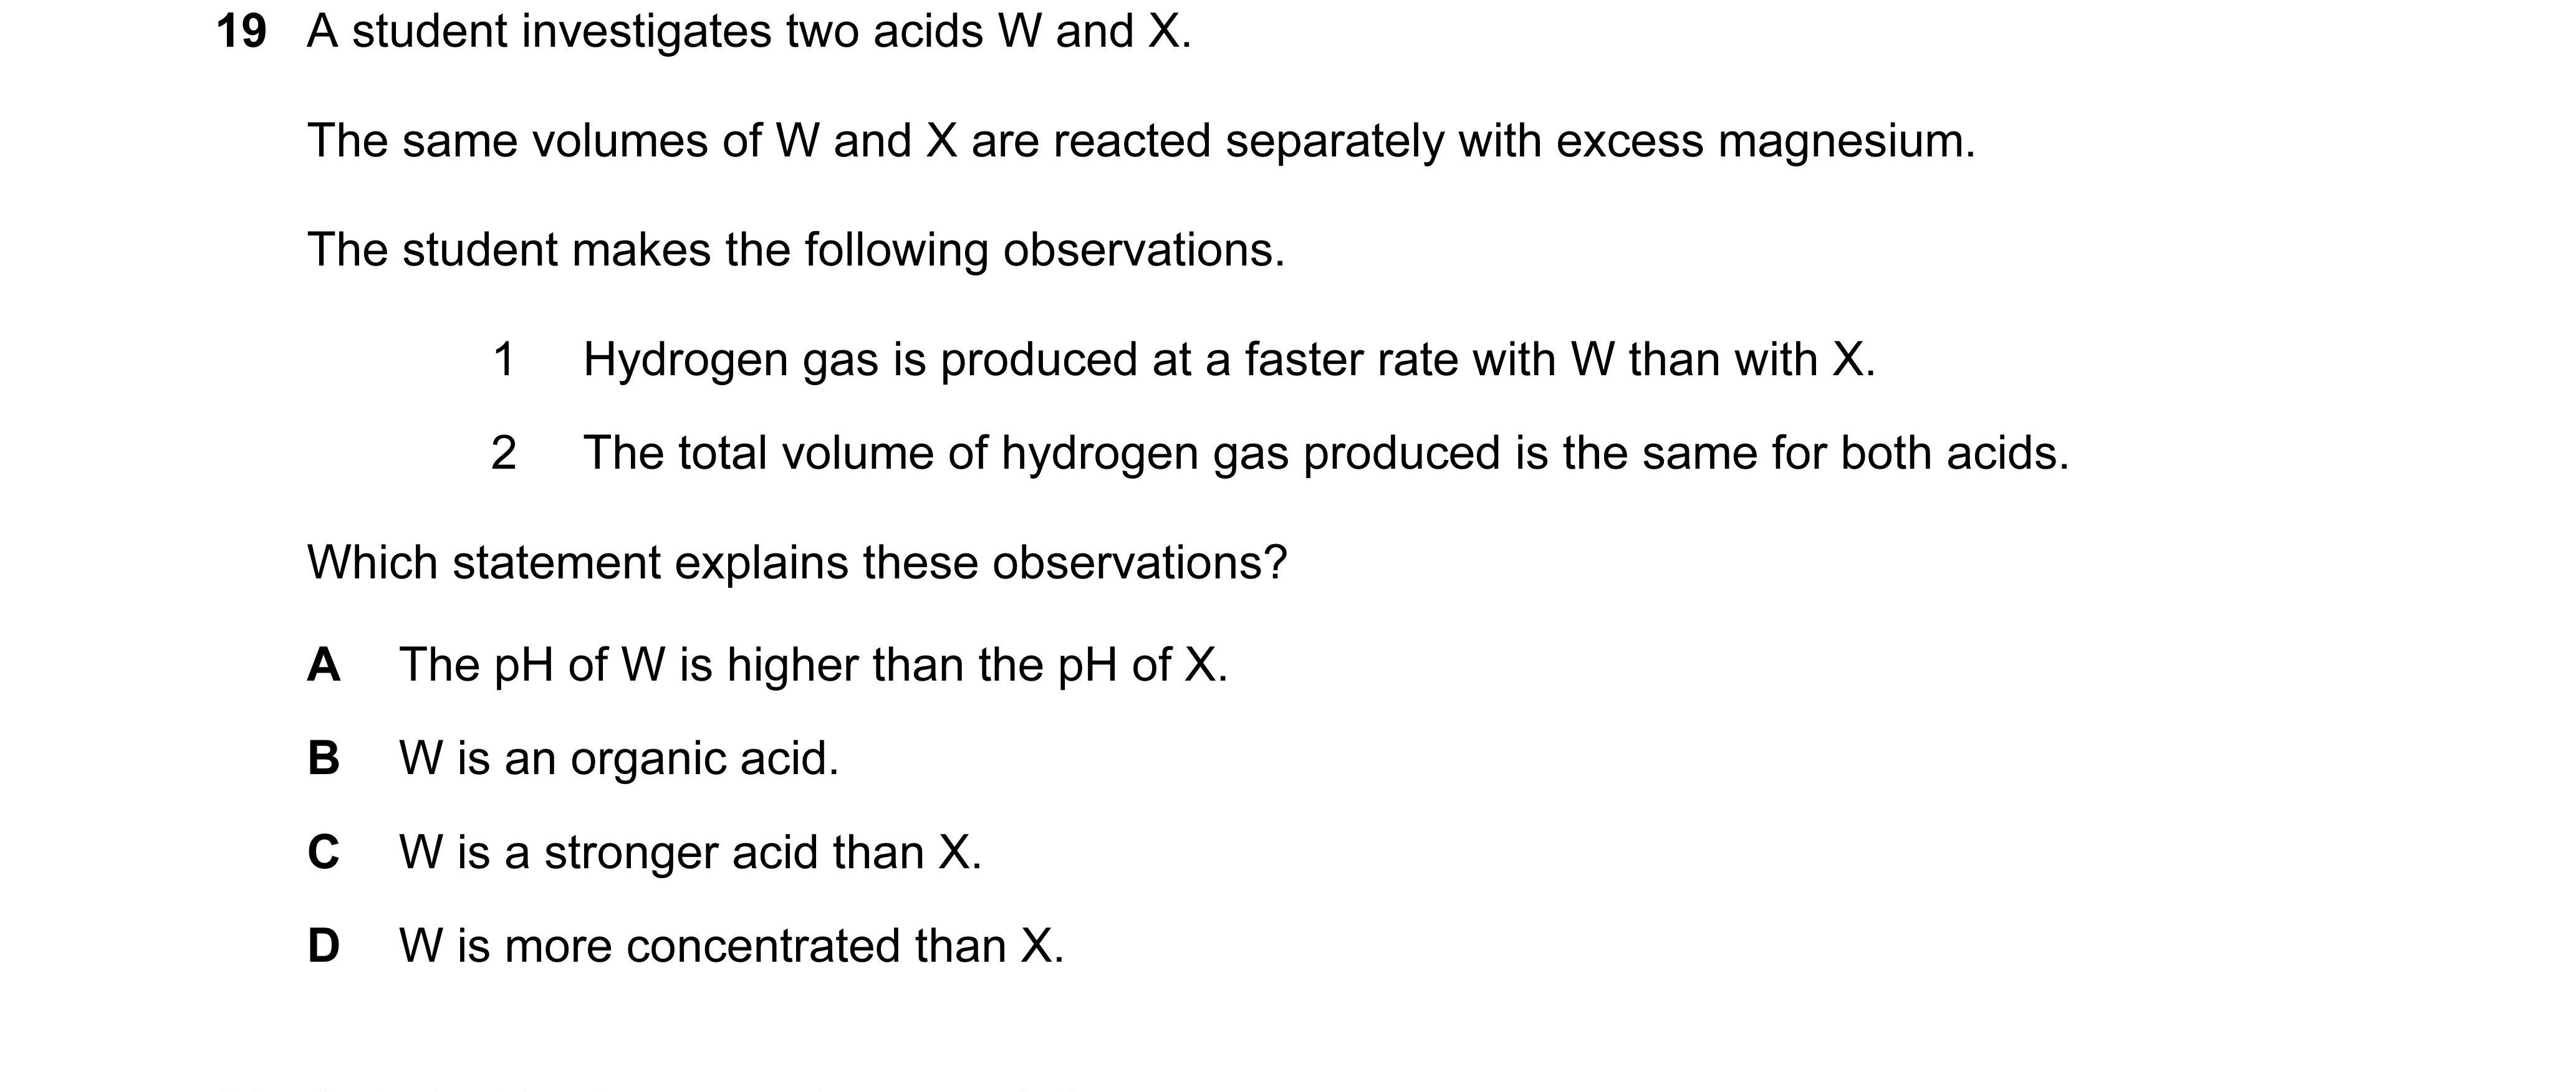 19 A student investigates two acids W and X.
The same volumes of W and X are reacted separately with excess magnesium.
The student makes the following observations.
1 Hydrogen gas is produced at a faster rate with W than with X.
2 The total volume of hydrogen gas produced is the same for both acids.
Which statement explains these observations?
A The pH of W is higher than the pH of X.
B W is an organic acid.
C W is a stronger acid than X.
D W is more concentrated than X.